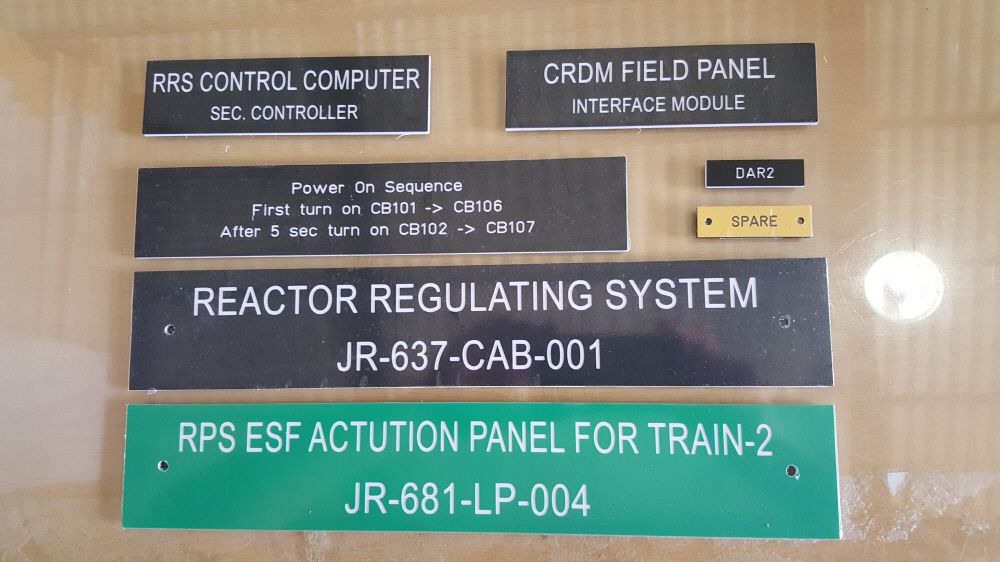 RRS CONTROL COMPUTER
SEC. CONTROLLER
CRDM FIELD PANEL
INTERFACE MODULE
Power On Sequence
First turn on CB101 -> CB106
After 5 sec turn on CB102 -> CB107
DAR2
SPARE
REACTOR REGULATING SYSTEM
JR-637-CAB-001
RPS ESF ACTUTION PANEL FOR TRAIN-2
JR-681-LP-004